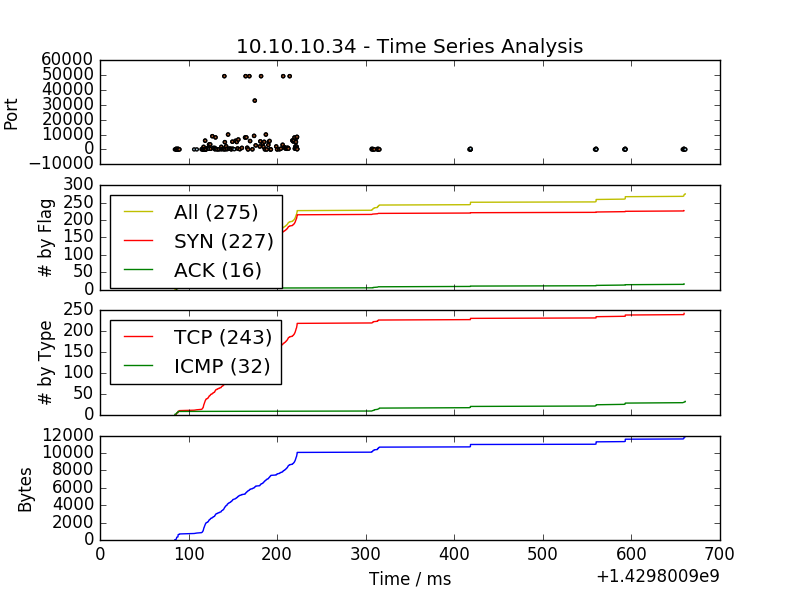 10.10.10.34 - Time Series Analysis
60000
50000
40000
30000
20000
10000
0
−10000
Port
300
250
200
150
100
50
0
# by Flag
All (275)
SYN (227)
ACK (16)
250
200
150
100
50
0
# by Type
TCP (243)
ICMP (32)
12000
10000
8000
6000
4000
2000
0
Bytes
0 100 200 300 400 500 600 700
Time / ms
+1.4298009e9